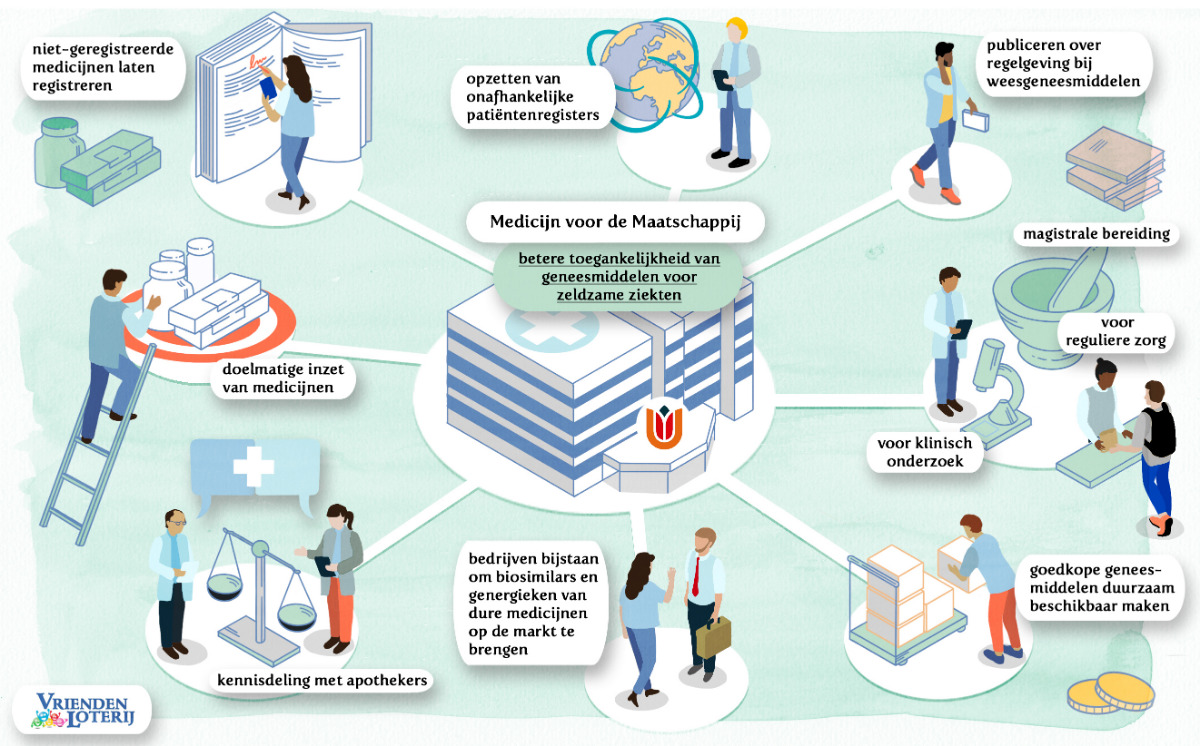 niet-geregistreerde
medicijnen laten
registreren
opzetten van
onafhankelijke
patiëntenregisters
publiceren over
regelgeving bij
weesgeneesmiddelen
Medicijn voor de Maatschappij
betere toegankelijkheid van
geneesmiddelen voor
zeldzame ziekten
magistrale bereiding
voor
reguliere zorg
voor klinisch
onderzoek
doelmatige inzet
van medicijnen
kennisdeling met apothekers
bedrijven bijstaan
om biosimilars en
genergieken van
dure medicijnen
op de markt te
brengen
goedkope genees-
middelen duurzaam
beschikbaar maken
VRIENDEN
LOTERIJ